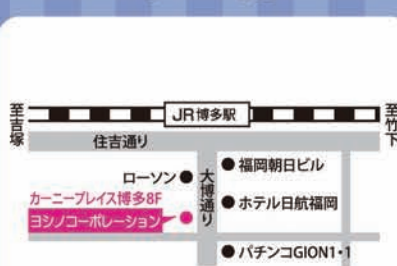 至吉塚
JR博多駅
至竹下
住吉通り
大博通り
ローソン
福岡朝日ビル
カーニープレイス博多8F
ヨシノコーポレーション
ホテル日航福岡
パチンコGION1・1